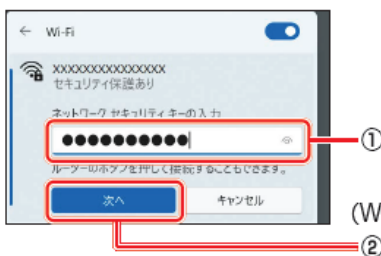 ← Wi-Fi
XXXXXXXXXXXXXXX
セキュリティ保護あり
ネットワーク セキュリティ キーの入力
●●●●●●●●●●
①
ルーターのボタンを押して接続することもできます。
次へ
キャンセル
(W
②